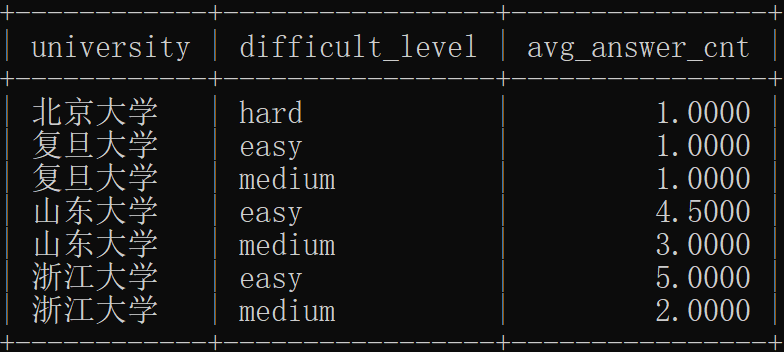 university difficult_level avg_answer_cnt
北京大学 hard 1.0000
复旦大学 easy 1.0000
复旦大学 medium 1.0000
山东大学 easy 4.5000
山东大学 medium 3.0000
浙江大学 easy 5.0000
浙江大学 medium 2.0000